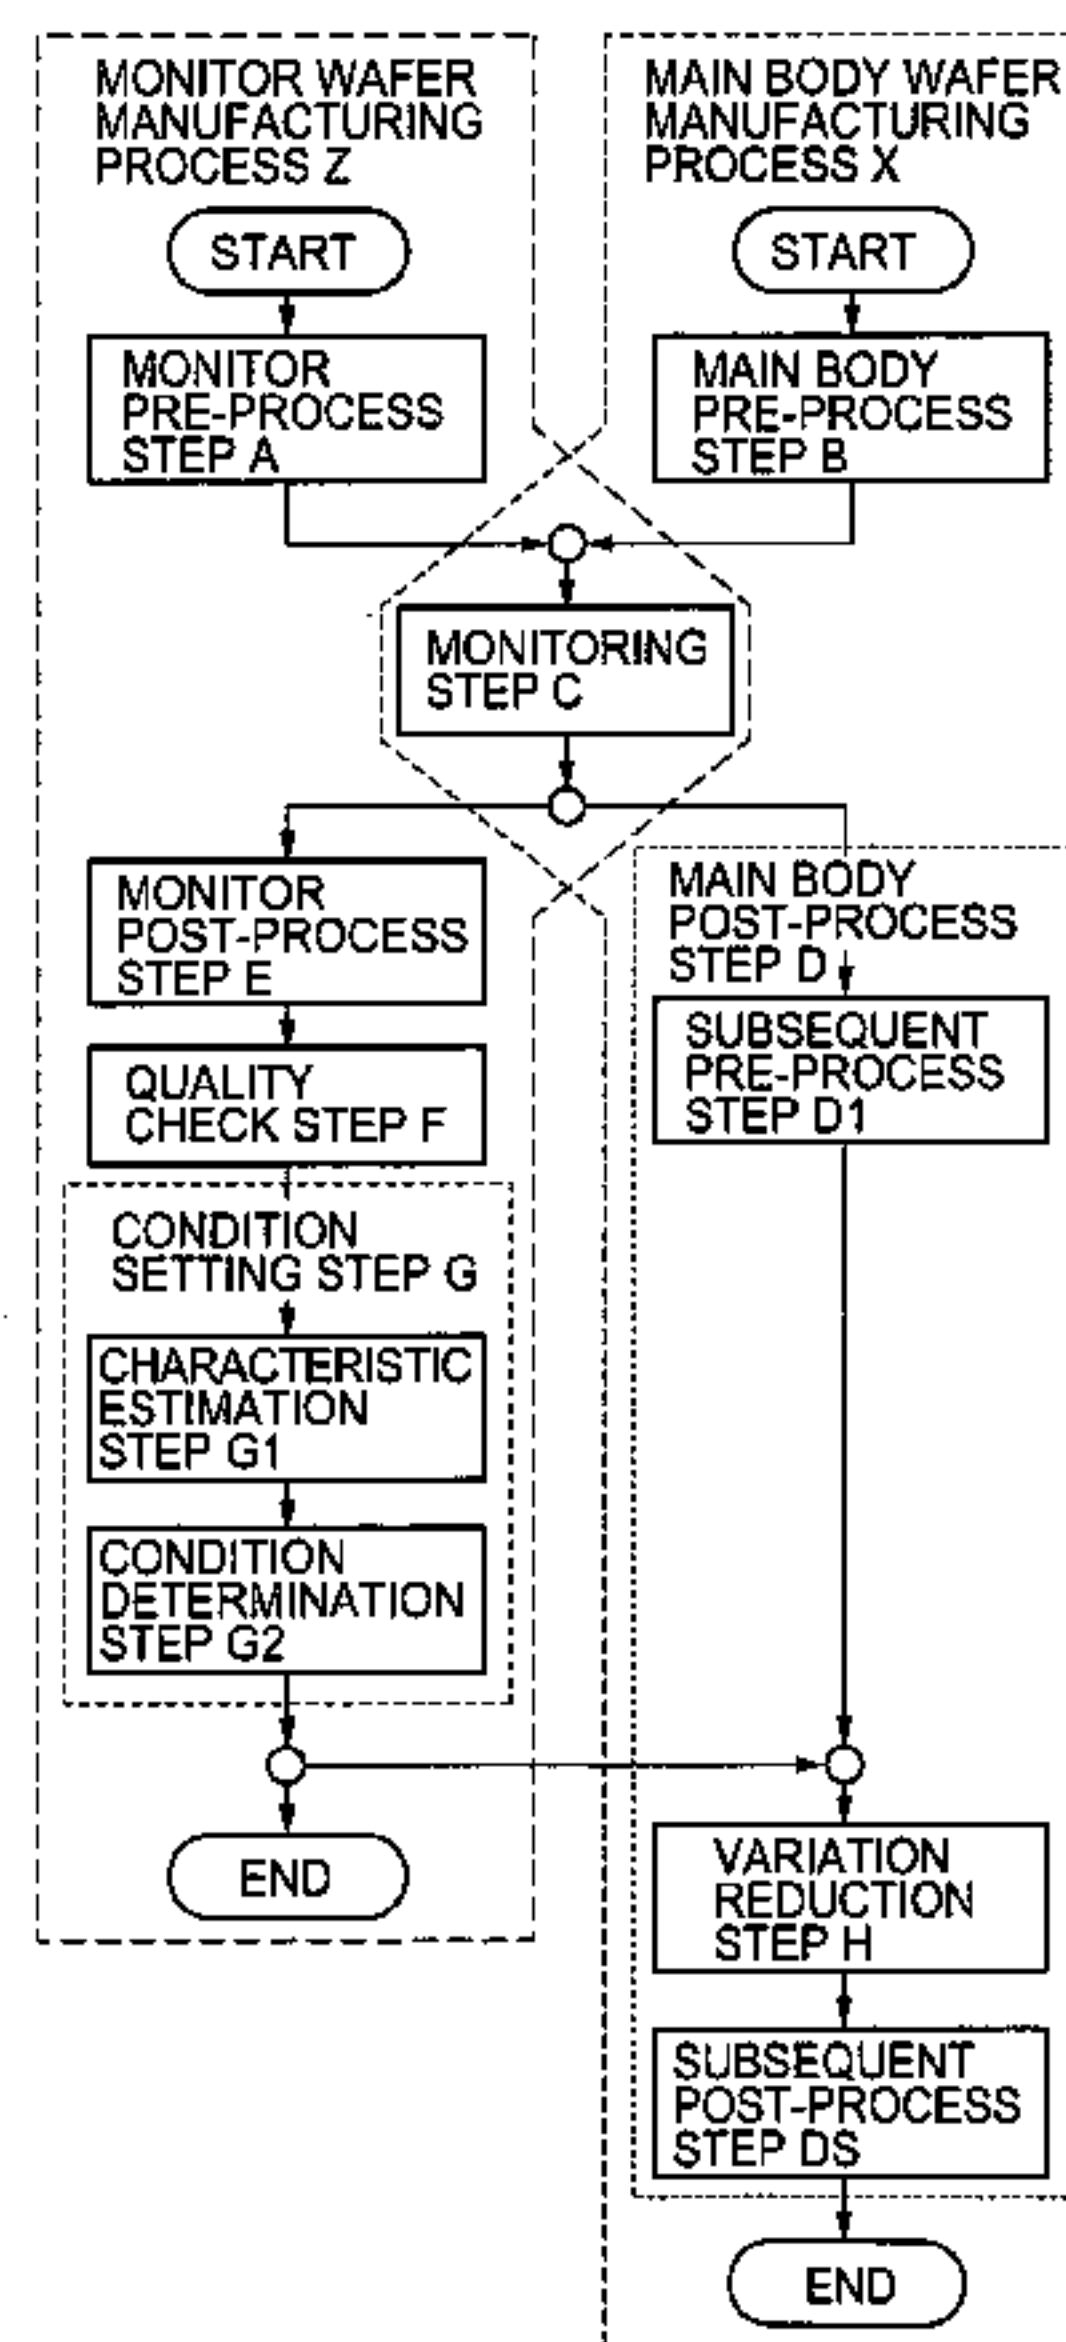 MONITOR WAFER
MANUFACTURING
PROCESS Z
START
MONITOR
PRE-PROCESS
STEP A
MAIN BODY WAFER
MANUFACTURING
PROCESS X
START
MAIN BODY
PRE-PROCESS
STEP B
MONITORING
STEP C
MONITOR
POST-PROCESS
STEP E
QUALITY
CHECK STEP F
CONDITION
SETTING STEP G
CHARACTERISTIC
ESTIMATION
STEP G1
CONDITION
DETERMINATION
STEP G2
END
MAIN BODY
POST-PROCESS
STEP D
SUBSEQUENT
PRE-PROCESS
STEP D1
VARIATION
REDUCTION
STEP H
SUBSEQUENT
POST-PROCESS
STEP DS
END